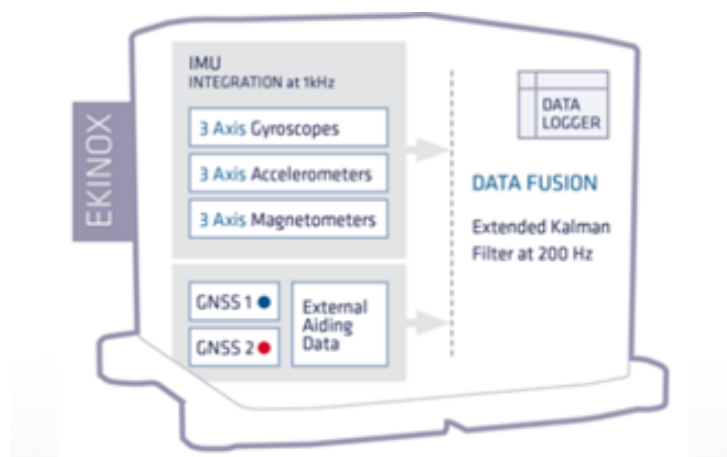 EKINOX
IMU
INTEGRATION at 1kHz
3 Axis Gyroscopes
3 Axis Accelerometers
3 Axis Magnetometers
GNSS 1
GNSS 2
External
Aiding
Data
DATA
LOGGER
DATA FUSION
Extended Kalman
Filter at 200 Hz